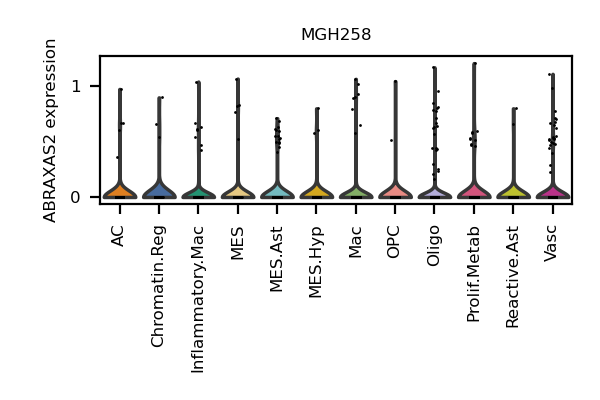 MGH258
ABRAXAS2 expression
1
0
AC
Chromatin.Reg
Inflammatory.Mac
MES
MES.Ast
MES.Hyp
Mac
OPC
Oligo
Prolif.Metab
Reactive.Ast
Vasc